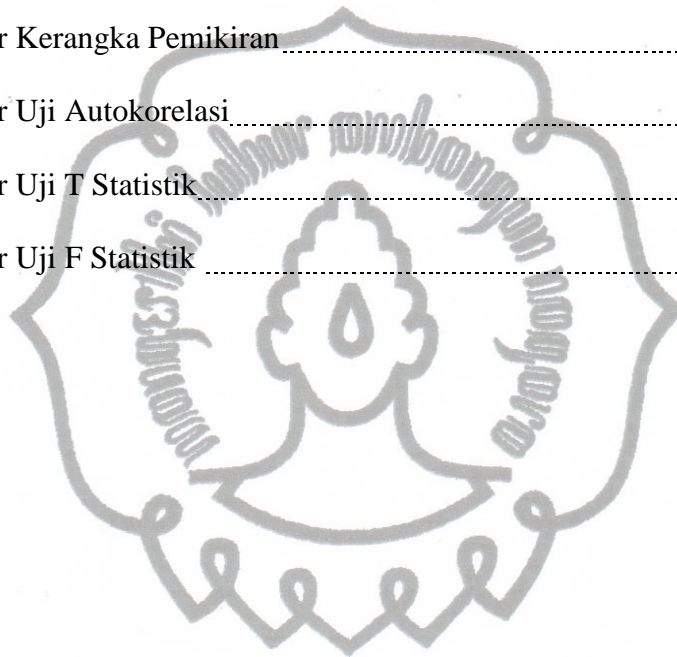 r Kerangka Pemikiran
r Uji Autokorelasi
r Uji T Statistik
r Uji F Statistik